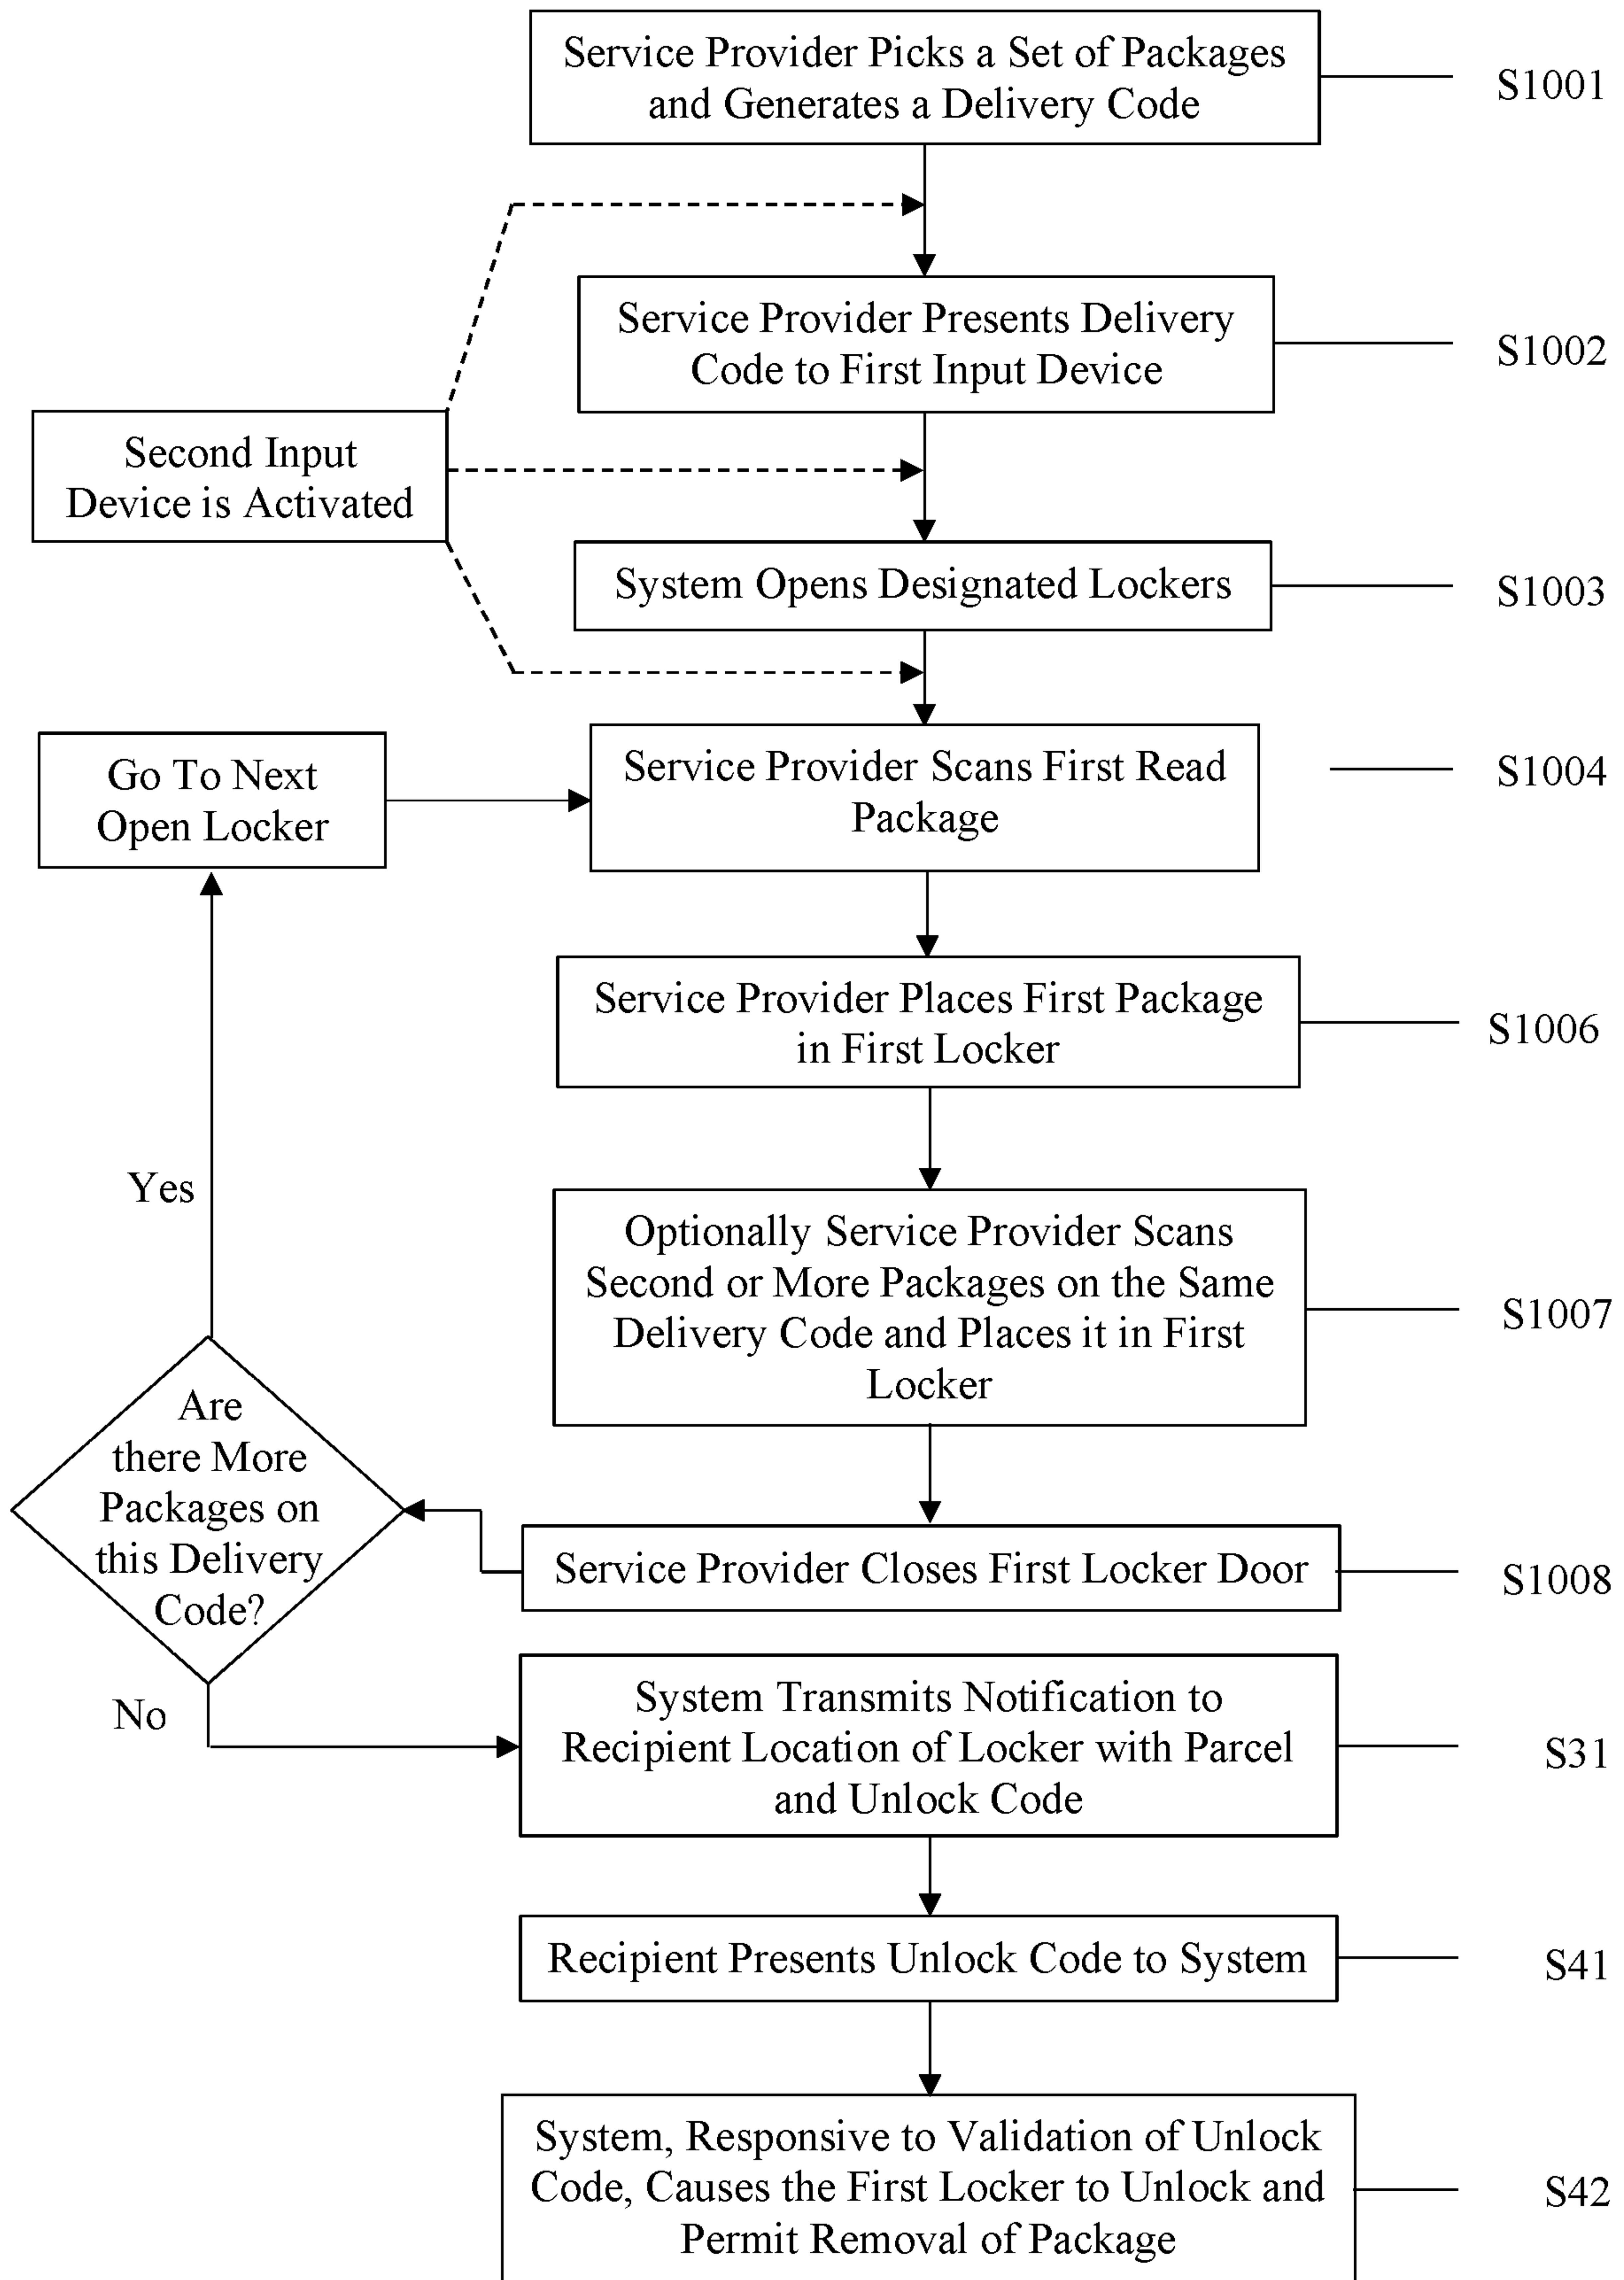 Service Provider Picks a Set of Packages
and Generates a Delivery Code
S1001
Service Provider Presents Delivery
Code to First Input Device
S1002
Second Input
Device is Activated
System Opens Designated Lockers
S1003
Go To Next
Open Locker
Service Provider Scans First Read
Package
S1004
Service Provider Places First Package
in First Locker
S1006
Yes
Optionally Service Provider Scans
Second or More Packages on the Same
Delivery Code and Places it in First
Locker
S1007
Are
there More
Packages on
this Delivery
Code?
Service Provider Closes First Locker Door
S1008
No
System Transmits Notification to
Recipient Location of Locker with Parcel
and Unlock Code
S31
Recipient Presents Unlock Code to System
S41
System, Responsive to Validation of Unlock
Code, Causes the First Locker to Unlock and
Permit Removal of Package
S42